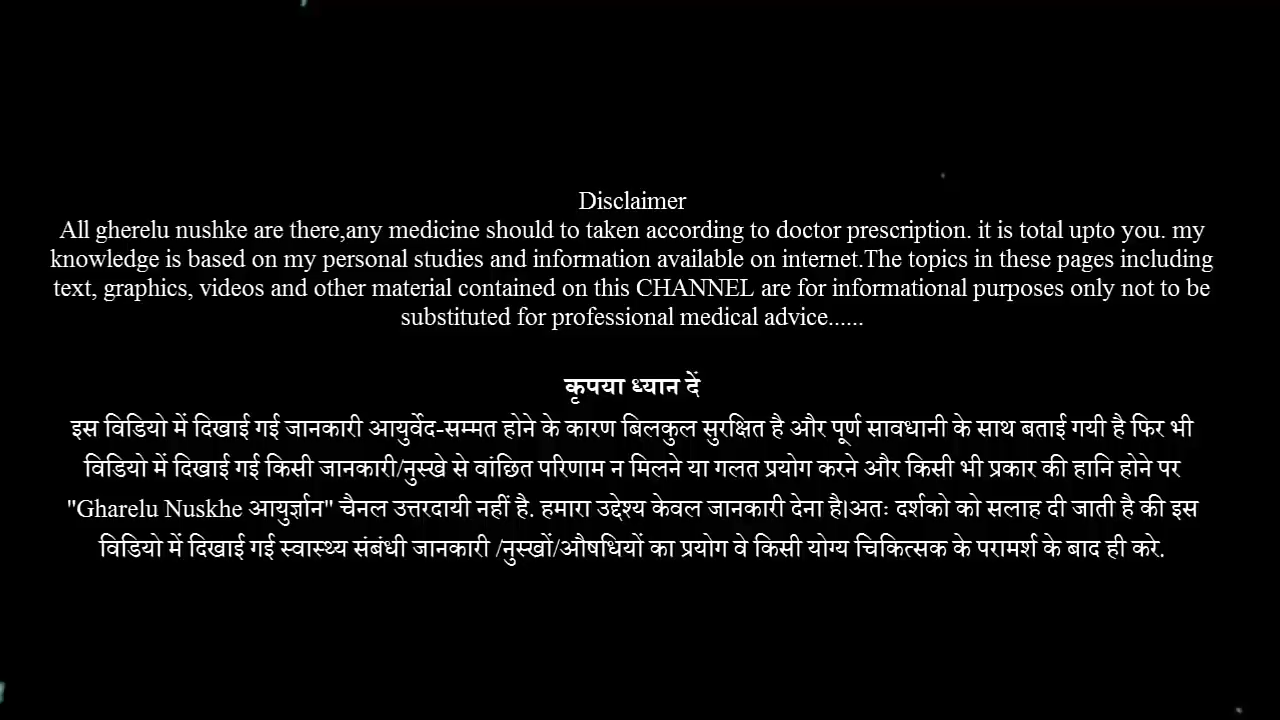 Disclaimer
All gherelu nushke are there,any medicine should to taken according to doctor prescription. it is total upto you. my
knowledge is based on my personal studies and information available on internet.The topics in these pages including
text, graphics, videos and other material contained on this CHANNEL are for informational purposes only not to be
substituted for professional medical advice......
कृपया ध्यान दें
इस विडियो में दिखाई गई जानकारी आयुर्वेद-सम्मत होने के कारण बिलकुल सुरक्षित है और पूर्ण सावधानी के साथ बताई गयी है फिर भी
विडियो में दिखाई गई किसी जानकारी/नुस्खे से वांछित परिणाम न मिलने या गलत प्रयोग करने और किसी भी प्रकार की हानि होने पर
"Gharelu Nuskhe आयुर्ज्ञान" चैनल उत्तरदायी नहीं है. हमारा उद्देश्य केवल जानकारी देना है।अतः दर्शको को सलाह दी जाती है की इस
विडियो में दिखाई गई स्वास्थ्य संबंधी जानकारी /नुस्खों/औषधियों का प्रयोग वे किसी योग्य चिकित्सक के परामर्श के बाद ही करे.